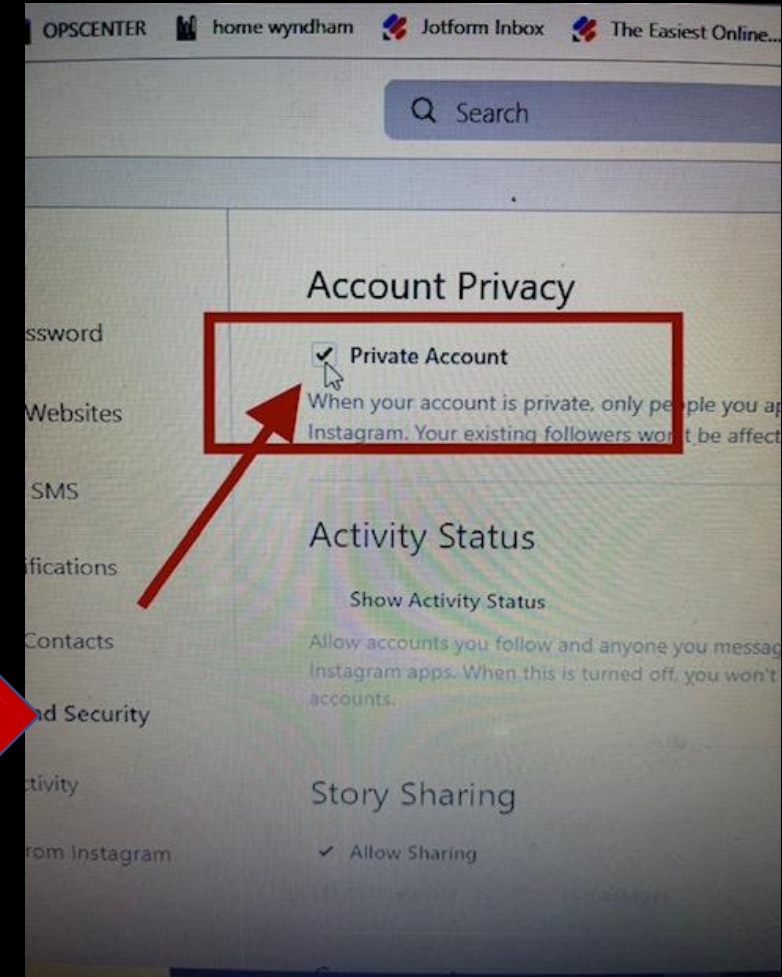 OPSCENTER home wyndham Jotform Inbox The Easiest Online...
Search
Account Privacy
ssword
Private Account
When your account is private, only people you ap
Websites
Instagram. Your existing followers won't be affect
SMS
Activity Status
ifications
Show Activity Status
Contacts
Allow accounts you follow and anyone you messag
Instagram apps. When this is turned off, you won't
accounts.
nd Security
tivity
Story Sharing
rom Instagram
Allow Sharing